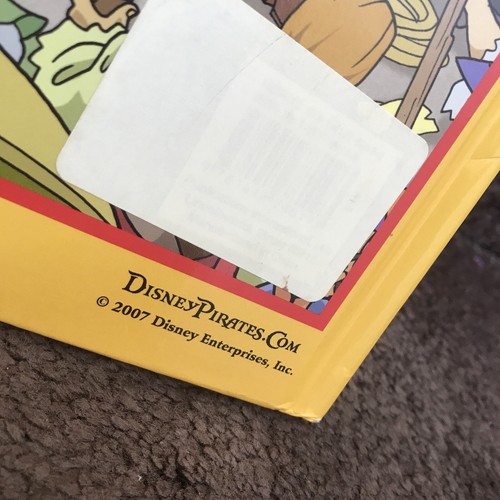 DisneyPirates.Com
© 2007 Disney Enterprises, Inc.